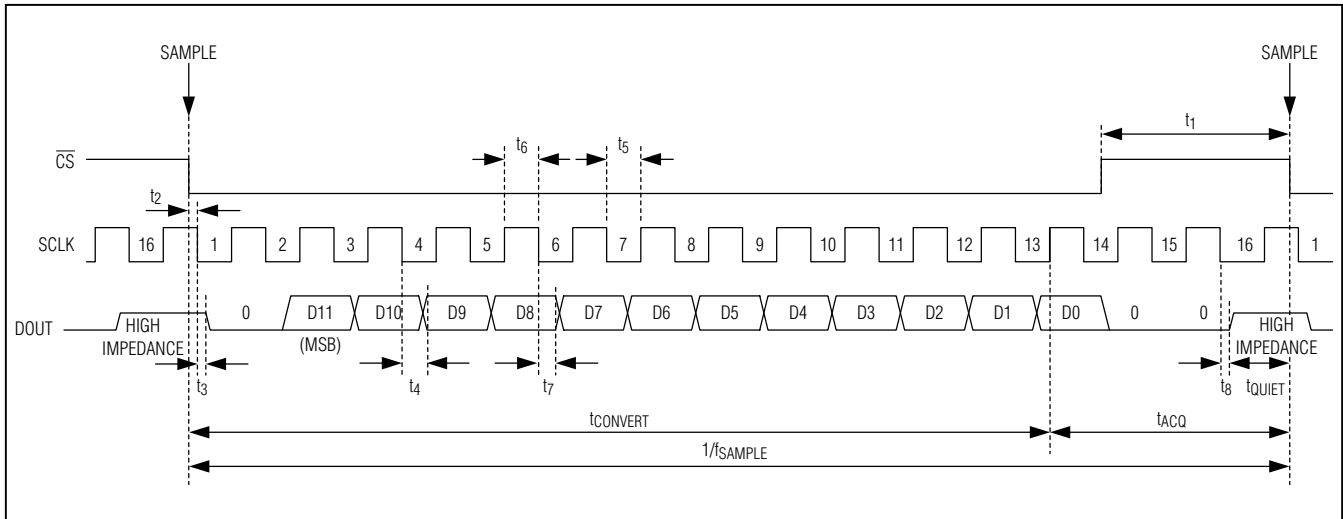 SAMPLE SAMPLE
t1
t6 t5
CS
t2
SCLK 16 1 2 3 4 5 6 7 8 9 10 11 12 13 14 15 16 1
DOUT HIGH IMPEDANCE 0 D11 D10 D9 D8 D7 D6 D5 D4 D3 D2 D1 D0 0 0 HIGH IMPEDANCE
(MSB)
t3 t4 t7 t8 tQUIET
tCONVERT tACQ
1/fSAMPLE